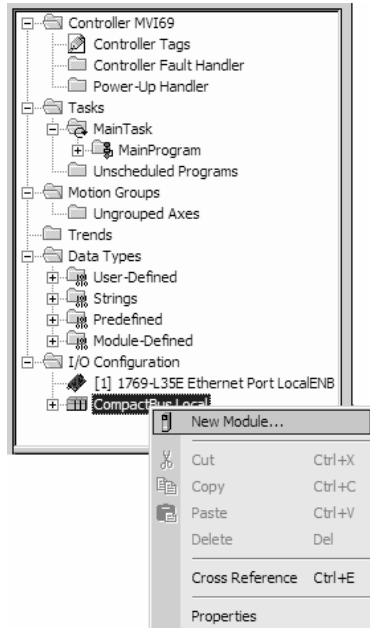 Controller MVI69
Controller Tags
Controller Fault Handler
Power-Up Handler
Tasks
MainTask
MainProgram
Unscheduled Programs
Motion Groups
Ungrouped Axes
Trends
Data Types
User-Defined
Strings
Predefined
Module-Defined
I/O Configuration
[1] 1769-L35E Ethernet Port LocalENB
CompactBus Local
New Module...
Cut Ctrl+X
Copy Ctrl+C
Paste Ctrl+V
Delete Del
Cross Reference Ctrl+E
Properties